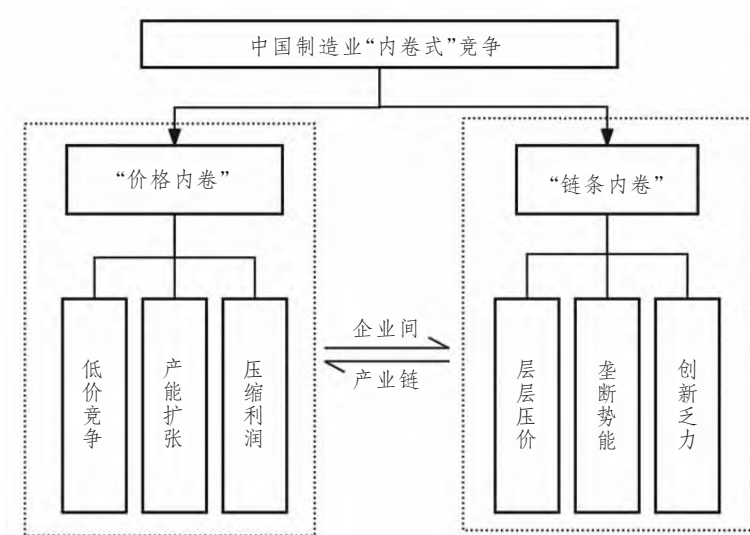 中国制造业“内卷式”竞争
“价格内卷”
“链条内卷”
低价竞争
产能扩张
压缩利润
企业间
产业链
层层压价
垄断势能
创新乏力